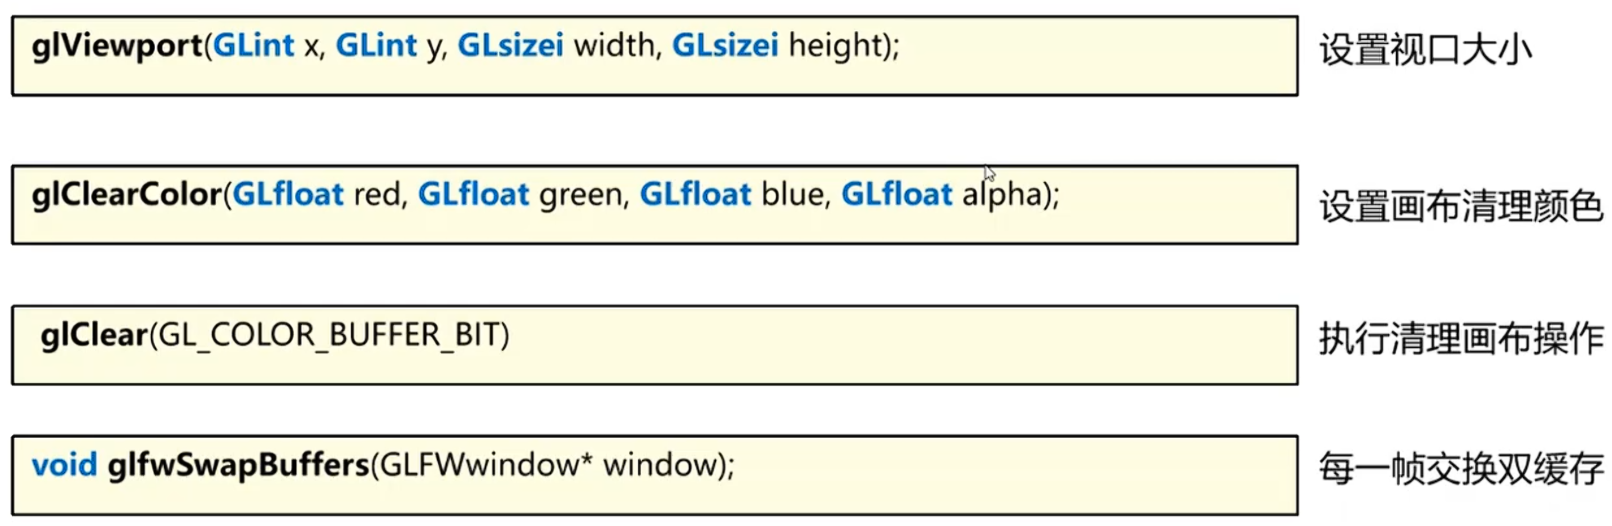 glViewport(GLint x, GLint y, GLsizei width, GLsizei height);
设置视口大小
glClearColor(GLfloat red, GLfloat green, GLfloat blue, GLfloat alpha);
设置画布清理颜色
glClear(GL_COLOR_BUFFER_BIT)
执行清理画布操作
void glfwSwapBuffers(GLFWwindow* window);
每一帧交换双缓存